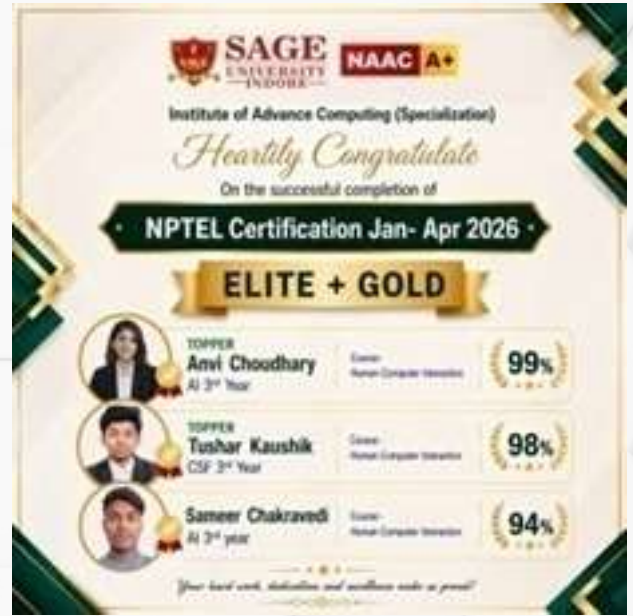 SAGE
UNIVERSITY
INDORE
NAAC A+
Institute of Advance Computing (Specialization)
Heartily Congratulate
On the successful completion of
NPTEL Certification Jan- Apr 2026
ELITE + GOLD
TOPPER
Anvi Choudhary
AI 3rd Year
Course:
Human Computer Interaction
99%
TOPPER
Tushar Kaushik
CSF 3rd Year
Course:
Human Computer Interaction
98%
Sameer Chakravedi
AI 3rd year
Course:
Human Computer Interaction
94%
Your hard work, dedication and excellence make us proud!